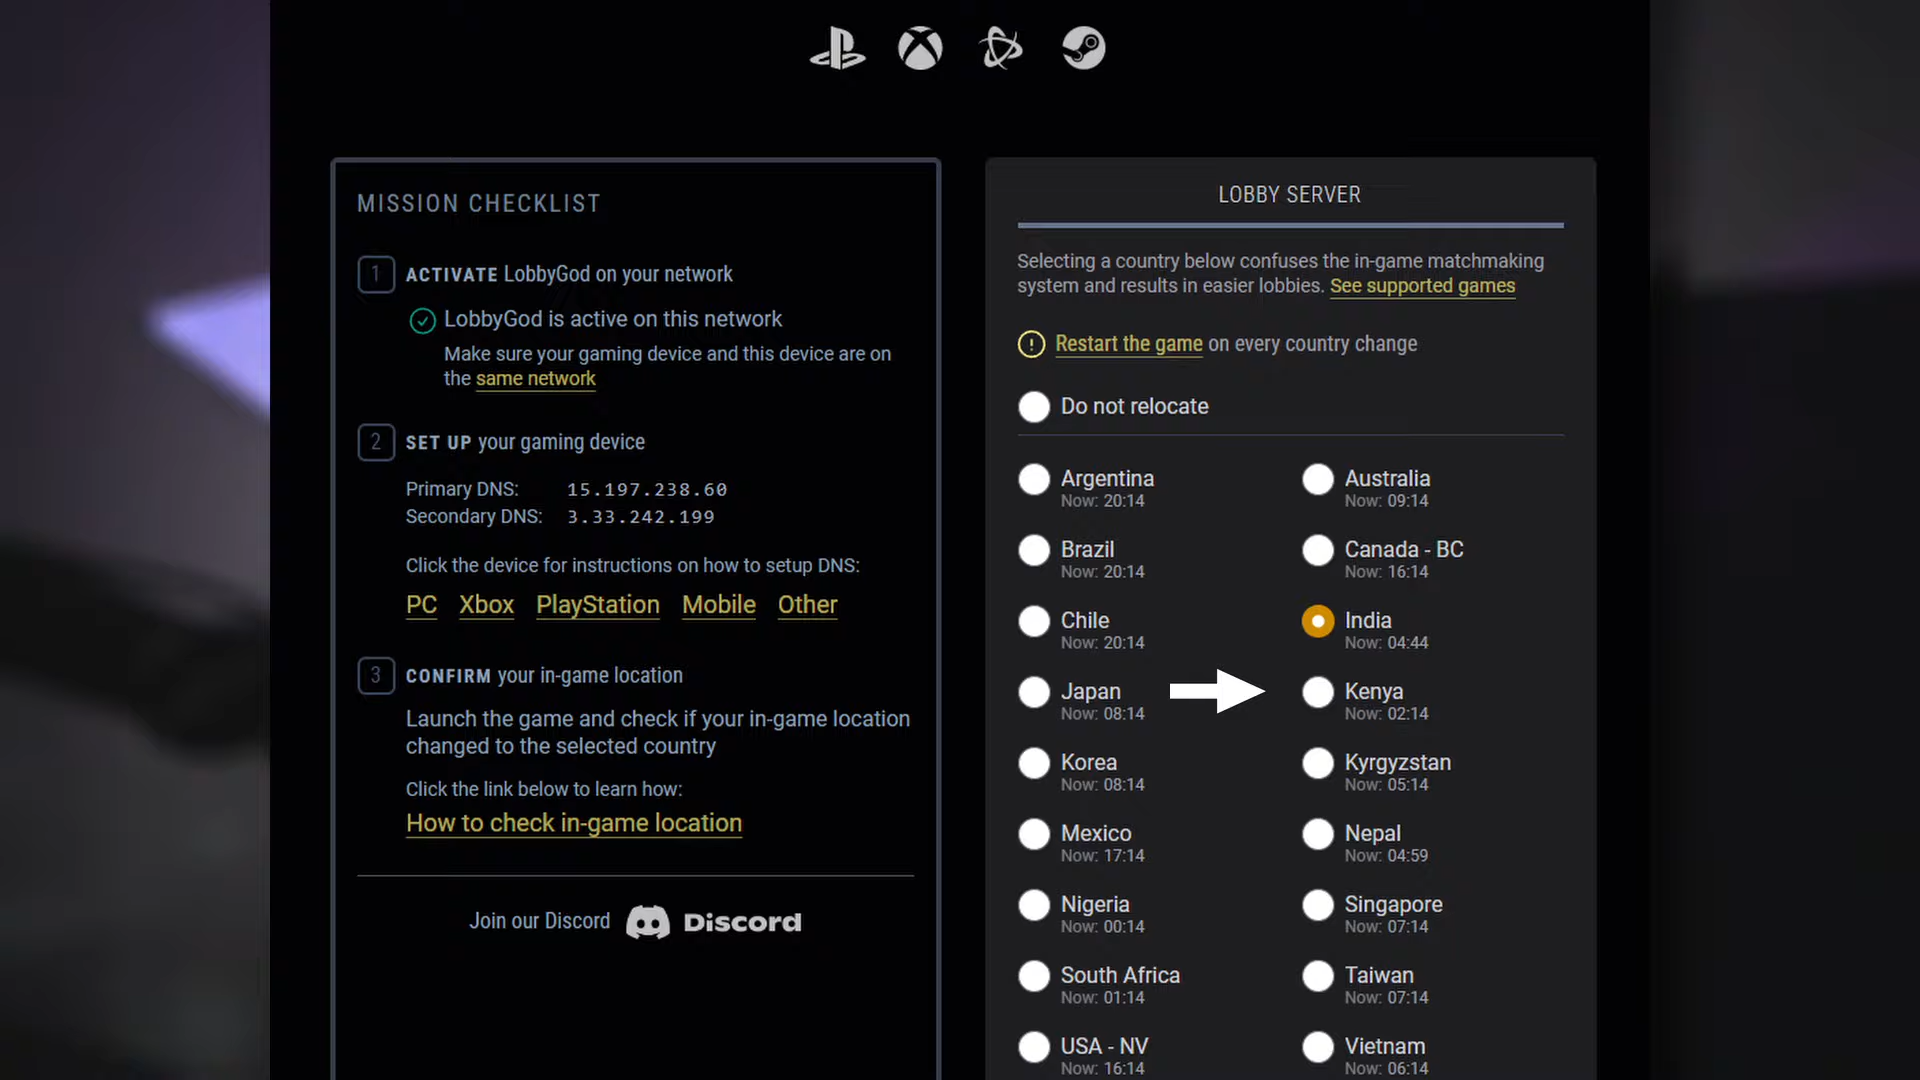 MISSION CHECKLIST
1 ACTIVATE LobbyGod on your network
LobbyGod is active on this network
Make sure your gaming device and this device are on
the same network
2 SET UP your gaming device
Primary DNS: 15.197.238.60
Secondary DNS: 3.33.242.199
Click the device for instructions on how to setup DNS:
PC Xbox PlayStation Mobile Other
3 CONFIRM your in-game location
Launch the game and check if your in-game location
changed to the selected country
Click the link below to learn how:
How to check in-game location
Join our Discord Discord
LOBBY SERVER
Selecting a country below confuses the in-game matchmaking
system and results in easier lobbies. See supported games
Restart the game on every country change
Do not relocate
Argentina
Now: 20:14
Australia
Now: 09:14
Brazil
Now: 20:14
Canada - BC
Now: 16:14
Chile
Now: 20:14
India
Now: 04:44
Japan
Now: 08:14
Kenya
Now: 02:14
Korea
Now: 08:14
Kyrgyzstan
Now: 05:14
Mexico
Now: 17:14
Nepal
Now: 04:59
Nigeria
Now: 00:14
Singapore
Now: 07:14
South Africa
Now: 01:14
Taiwan
Now: 07:14
USA - NV
Now: 16:14
Vietnam
Now: 06:14